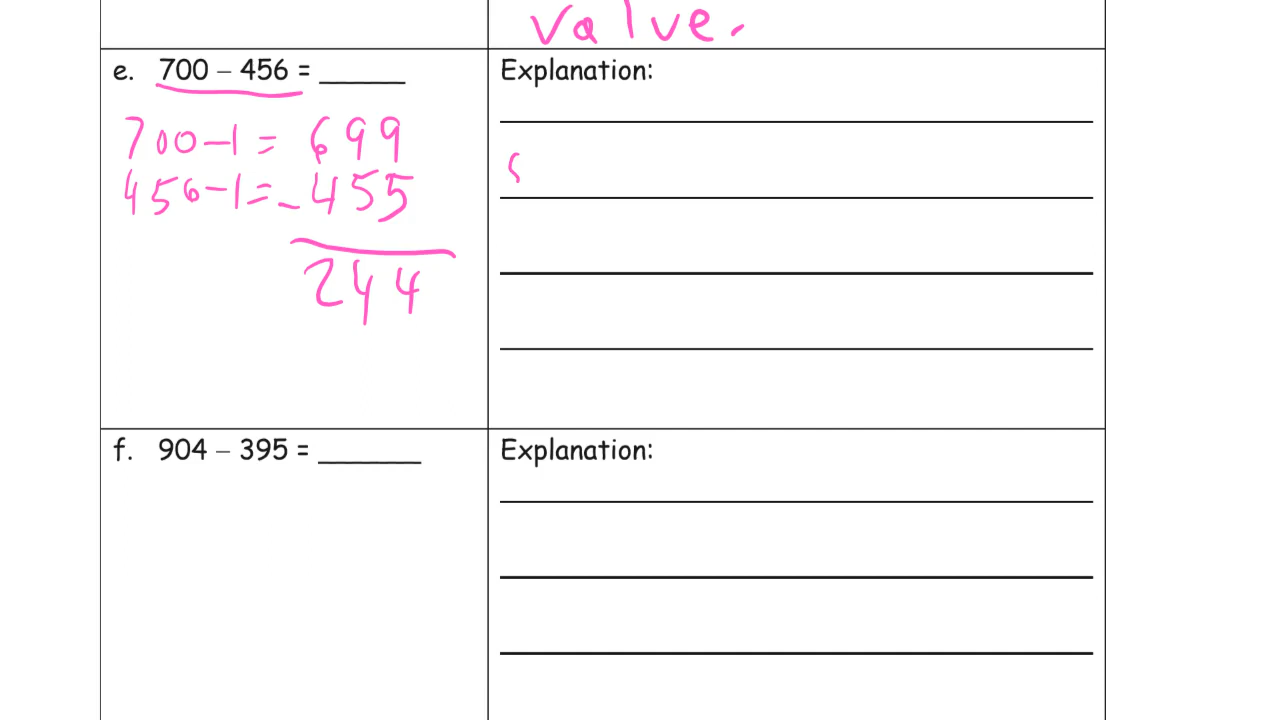 value.
e. 700 – 456 = ______
Explanation:
700-1 = 699
456-1= -455
244
f. 904 – 395 = _______
Explanation: